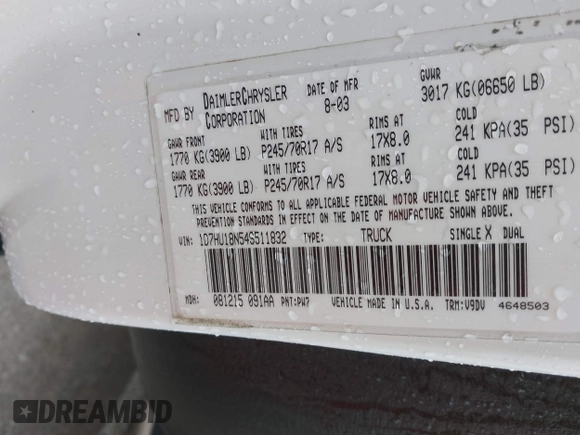 MFD BY DAIMLERCHRYSLER CORPORATION DATE OF MFR 8-03 GVWR 3017 KG(06650 LB)
GAWR FRONT WITH TIRES RIMS AT COLD
1770 KG(3900 LB) P245/70R17 A/S 17X8.0 241 KPA(35 PSI)
GAWR REAR WITH TIRES RIMS AT COLD
1770 KG(3900 LB) P245/70R17 A/S 17X8.0 241 KPA(35 PSI)
THIS VEHICLE CONFORMS TO ALL APPLICABLE FEDERAL MOTOR VEHICLE SAFETY AND THEFT
PREVENTION STANDARDS IN EFFECT ON THE DATE OF MANUFACTURE SHOWN ABOVE.
VIN: 1D7HU18N54S511832 TYPE: TRUCK SINGLE X DUAL
MDH: 081215 091AA PNT: PW7 VEHICLE MADE IN U.S.A. TRM: V9DV 4648503
DREAMBID